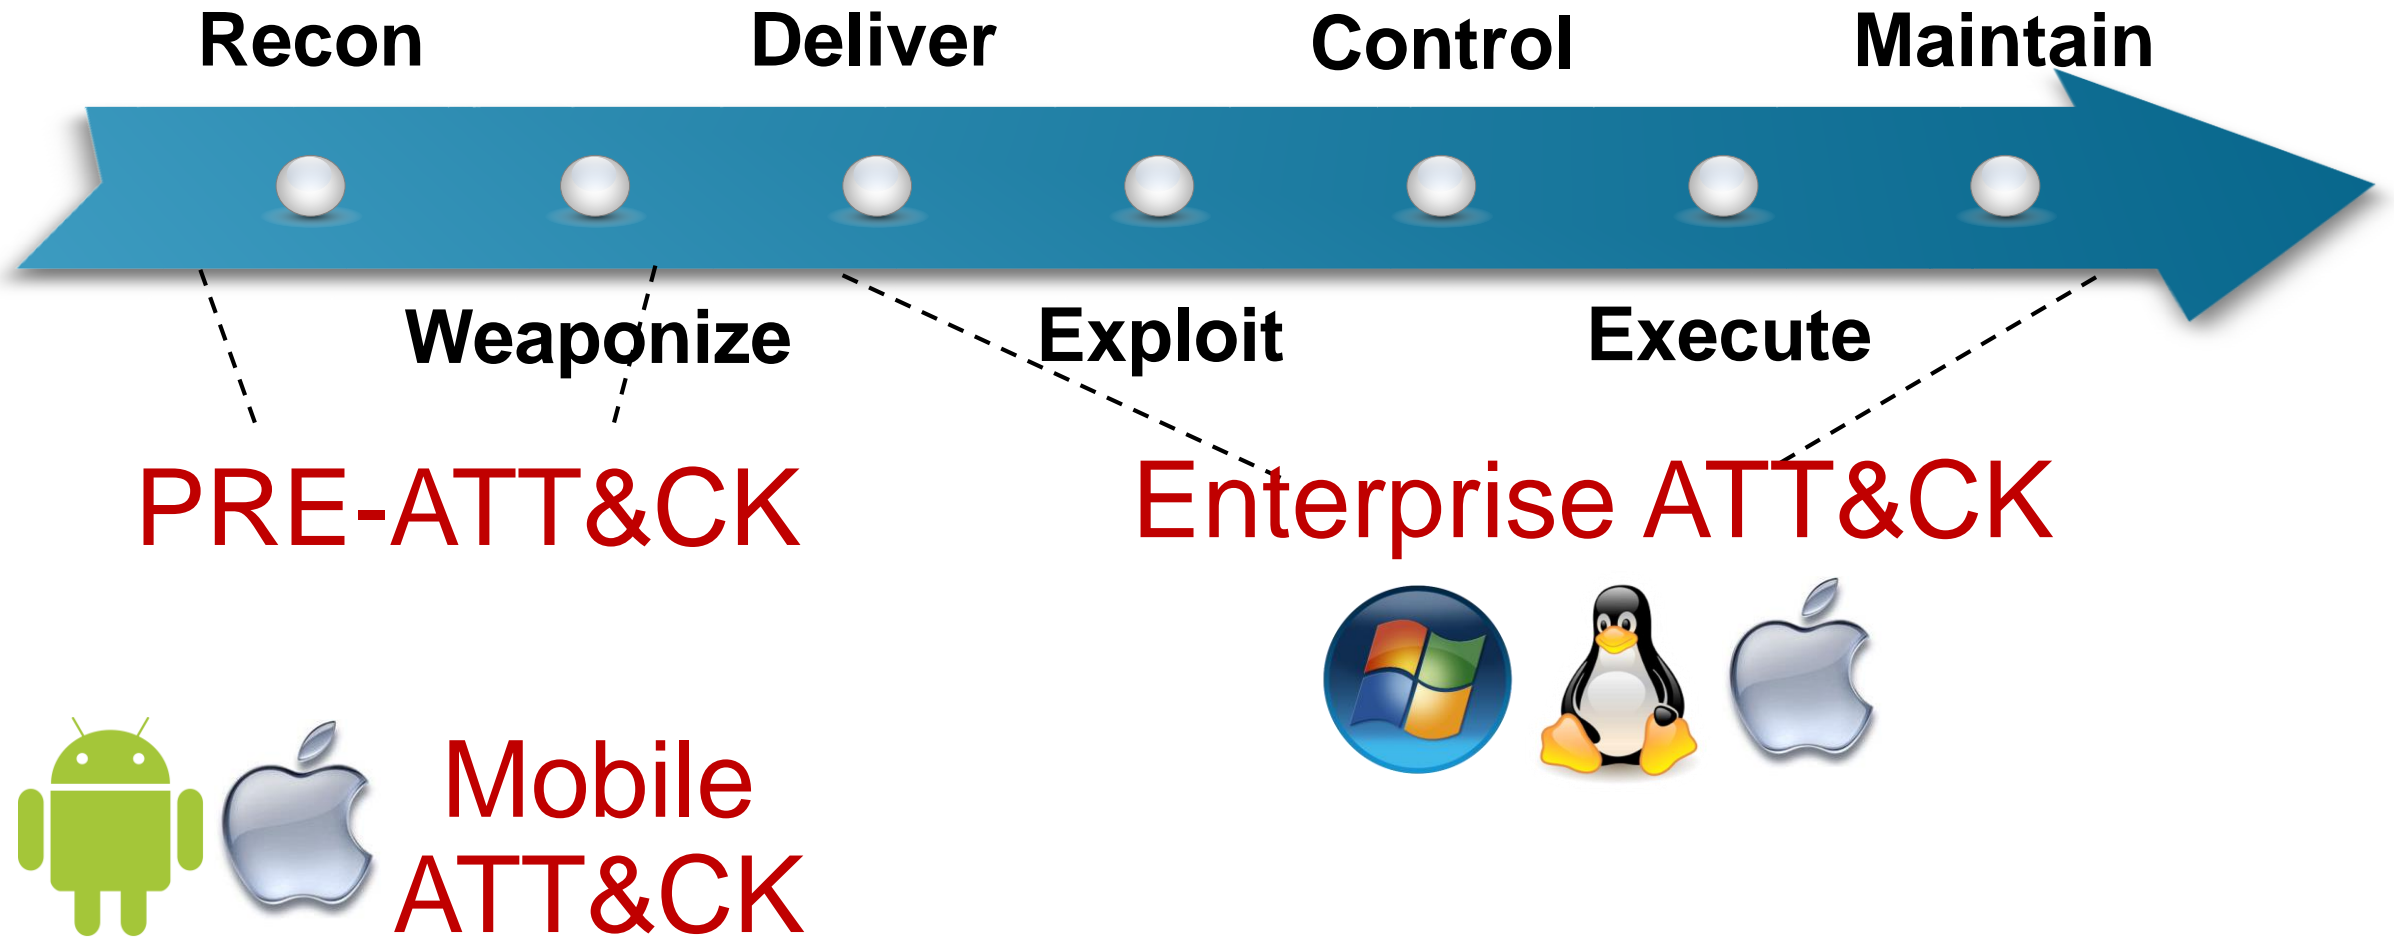 Recon
Deliver
Control
Maintain
Weaponize
Exploit
Execute
PRE-ATT&CK
Enterprise ATT&CK
Mobile
ATT&CK